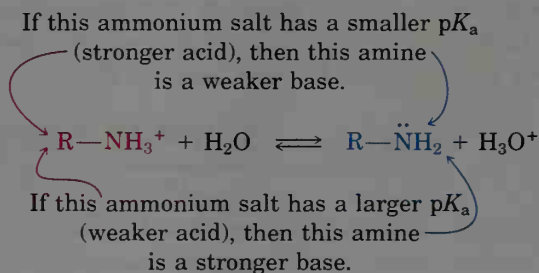 If this ammonium salt has a smaller pKₐ
(stronger acid), then this amine
is a weaker base.
R—NH₃⁺ + H₂O ⇌ R—N̈H₂ + H₃O⁺
If this ammonium salt has a larger pKₐ
(weaker acid), then this amine
is a stronger base.